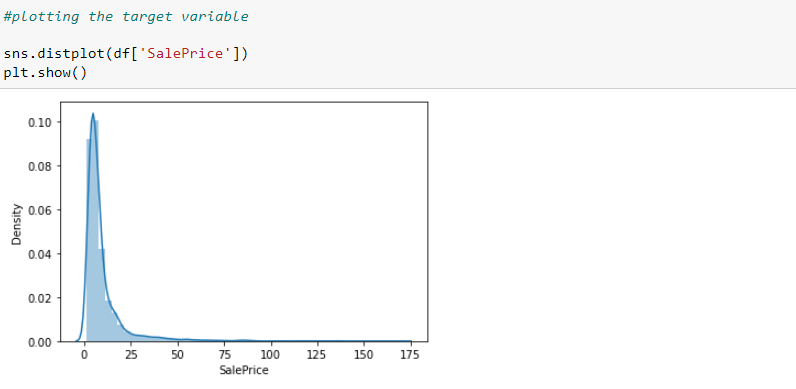 #plotting the target variable
sns.distplot(df['SalePrice'])
plt.show()
0.10
0.08
0.06
0.04
0.02
0.00
Density
0 25 50 75 100 125 150 175
SalePrice